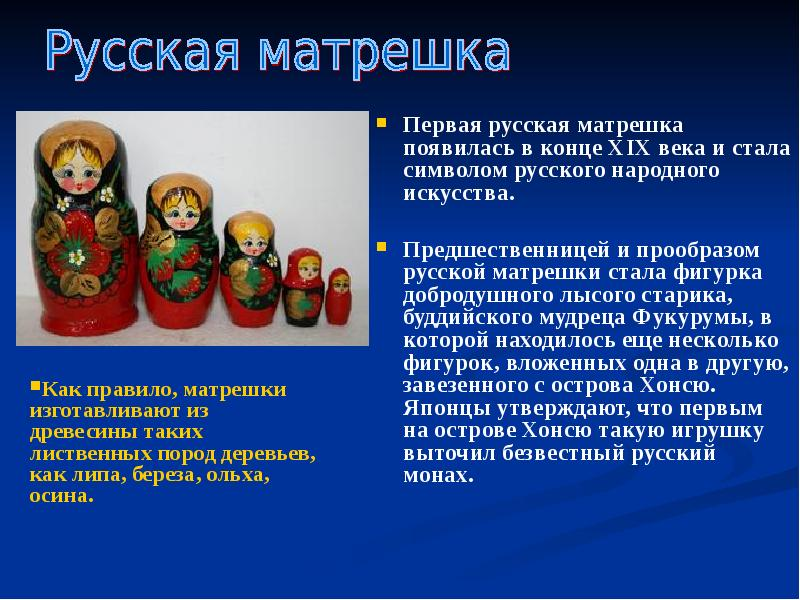 Русская матрешка
Первая русская матрешка
появилась в конце XIX века и стала
символом русского народного
искусства.
Предшественницей и прообразом
русской матрешки стала фигурка
добродушного лысого старика,
буддийского мудреца Фукурумы, в
которой находилось еще несколько
фигурок, вложенных одна в другую,
завезенного с острова Хонсю.
Японцы утверждают, что первым
на острове Хонсю такую игрушку
выточил безвестный русский
монах.
Как правило, матрешки
изготавливают из
древесины таких
лиственных пород деревьев,
как липа, береза, ольха,
осина.